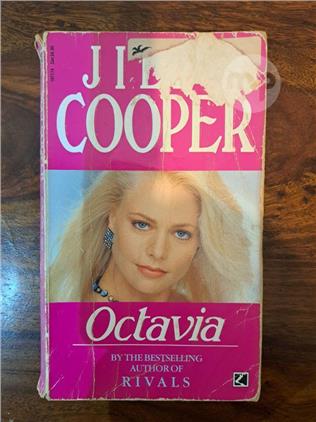 JI
COOPER
Octavia
BY THE BESTSELLING
AUTHOR OF
RIVALS